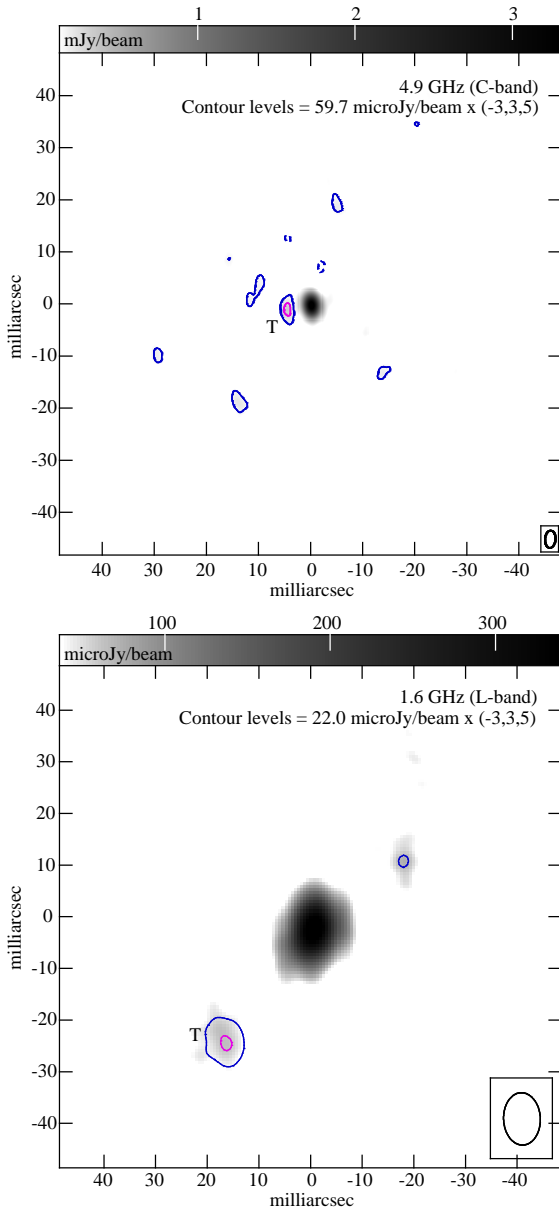 1 2 3
mJy/beam
4.9 GHz (C-band)
Contour levels = 59.7 microJy/beam x (-3,3,5)
40
30
20
10
0
-10
-20
-30
-40
milliarcsec
T
40 30 20 10 0 -10 -20 -30 -40
milliarcsec
100 200 300
microJy/beam
1.6 GHz (L-band)
Contour levels = 22.0 microJy/beam x (-3,3,5)
40
30
20
10
0
-10
-20
-30
-40
milliarcsec
T
40 30 20 10 0 -10 -20 -30 -40
milliarcsec